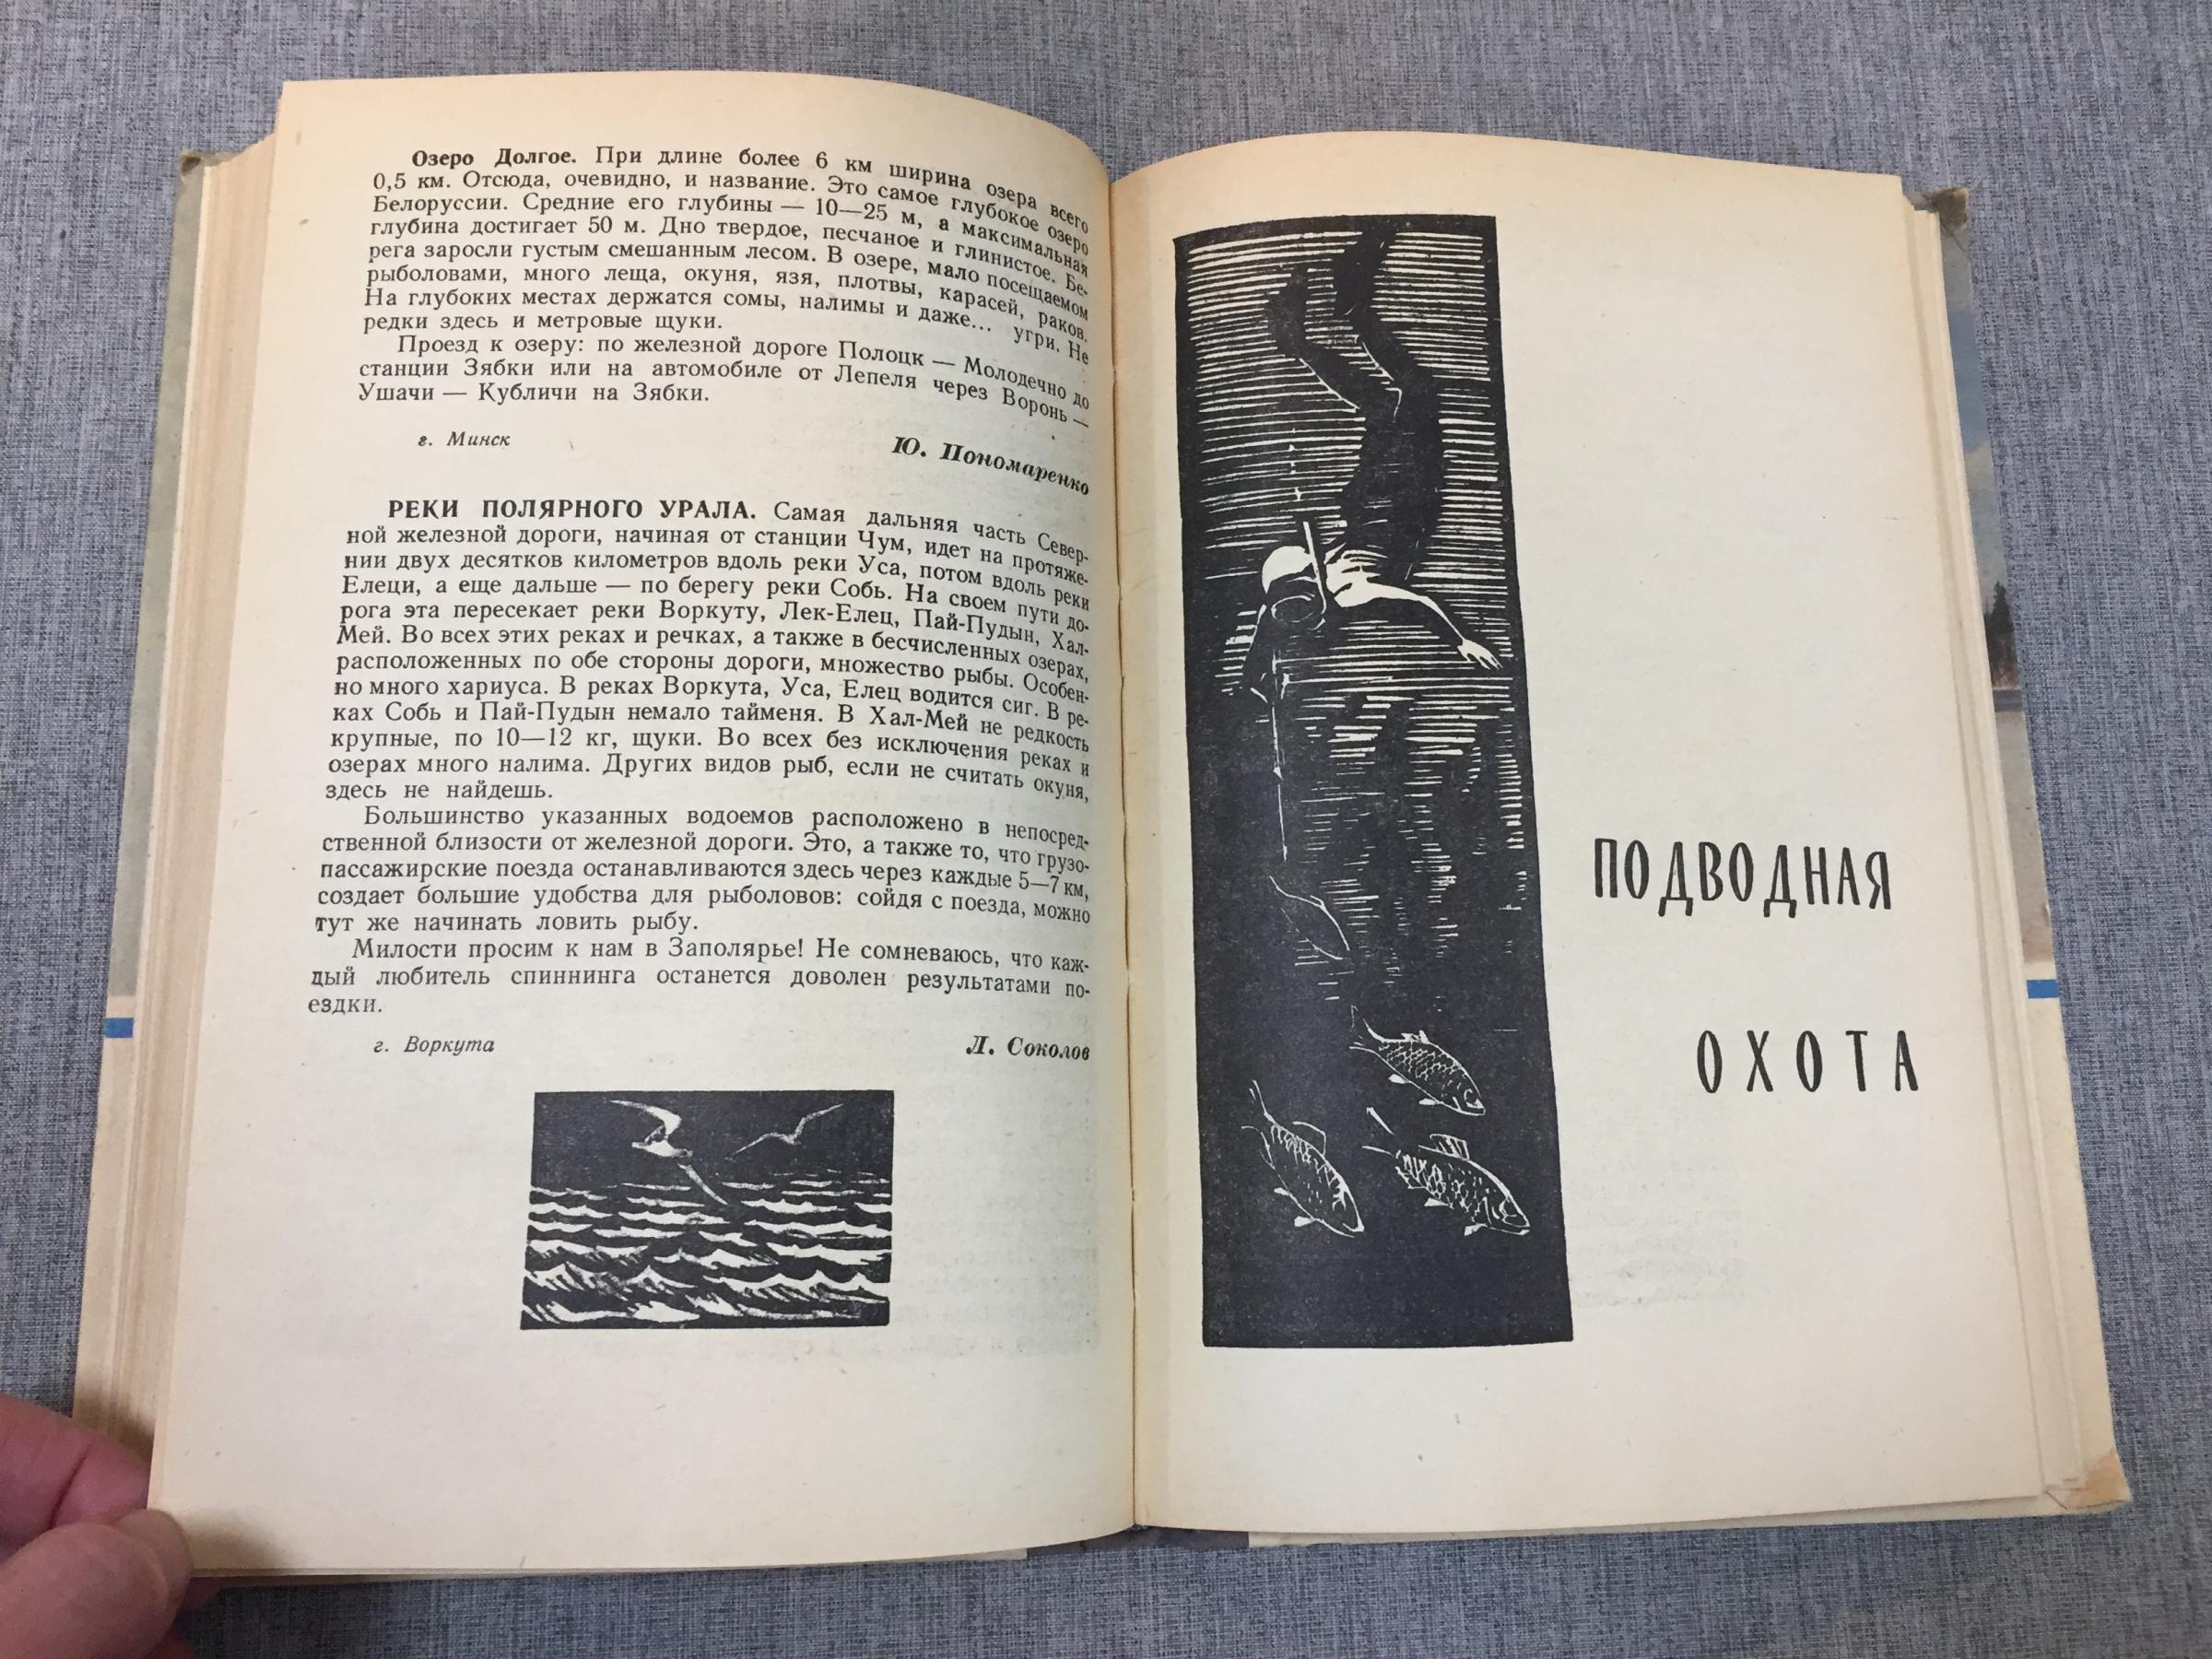 Озеро Долгое. При длине более 6 км ширина озера всего
0,5 км. Отсюда, очевидно, и название. Это самое глубокое озеро
Белоруссии. Средние его глубины — 10—25 м, а максимальная
глубина достигает 50 м. Дно твердое, песчаное и глинистое. Бе-
рега заросли густым смешанным лесом. В озере, мало посещаемом
рыболовами, много леща, окуня, язя, плотвы, карасей, раков.
На глубоких местах держатся сомы, налимы и даже... угри. Не
редки здесь и метровые щуки.
Проезд к озеру: по железной дороге Полоцк — Молодечно до
станции Зябки или на автомобиле от Лепеля через Воронь —
Ушачи — Кубличи на Зябки.
г. Минск Ю. Пономаренко
РЕКИ ПОЛЯРНОГО УРАЛА. Самая дальняя часть Север-
ной железной дороги, начиная от станции Чум, идет на протяже-
нии двух десятков километров вдоль реки Уса, потом вдоль реки
Елеци, а еще дальше — по берегу реки Собь. На своем пути до-
рога эта пересекает реки Воркуту, Лек-Елец, Пай-Пудын, Хал-
Мей. Во всех этих реках и речках, а также в бесчисленных озерах,
расположенных по обе стороны дороги, множество рыбы. Особен-
но много хариуса. В реках Воркута, Уса, Елец водится сиг. В ре-
ках Собь и Пай-Пудын немало тайменя. В Хал-Мей не редкость
крупные, по 10—12 кг, щуки. Во всех без исключения реках и
озерах много налима. Других видов рыб, если не считать окуня,
здесь не найдешь.
Большинство указанных водоемов расположено в непосред-
ственной близости от железной дороги. Это, а также то, что грузо-
пассажирские поезда останавливаются здесь через каждые 5—7 км,
создает большие удобства для рыболовов: сойдя с поезда, можно
тут же начинать ловить рыбу.
Милости просим к нам в Заполярье! Не сомневаюсь, что каж-
дый любитель спиннинга останется доволен результатами по-
ездки.
г. Воркута Л. Соколов
ПОДВОДНАЯ
ОХОТА